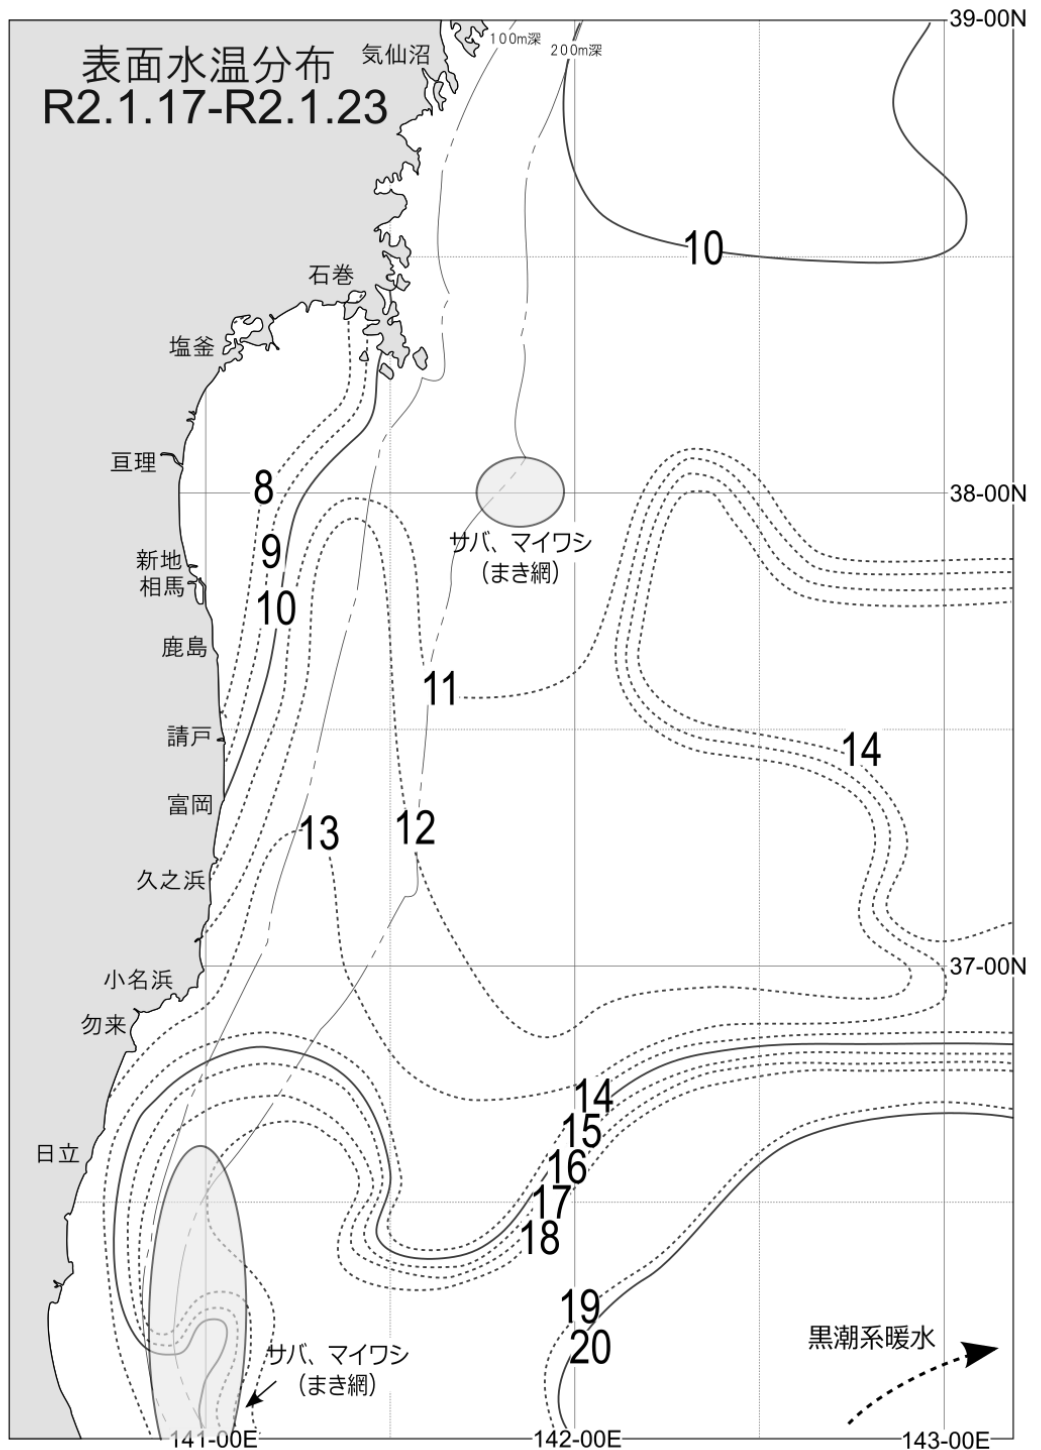 39-00N
100m深
200m深
表面水温分布
気仙沼
R2.1.17-R2.1.23
10
石巻
塩釜
亘理
8
38-00N
サバ、マイワシ
(まき網)
9
新地
相馬
10
鹿島
11
請戸
14
富岡
13
12
久之浜
37-00N
小名浜
勿来
14
15
日立
16
17
18
19
20
黒潮系暖水
サバ、マイワシ
(まき網)
141-00E
142-00E
143-00E